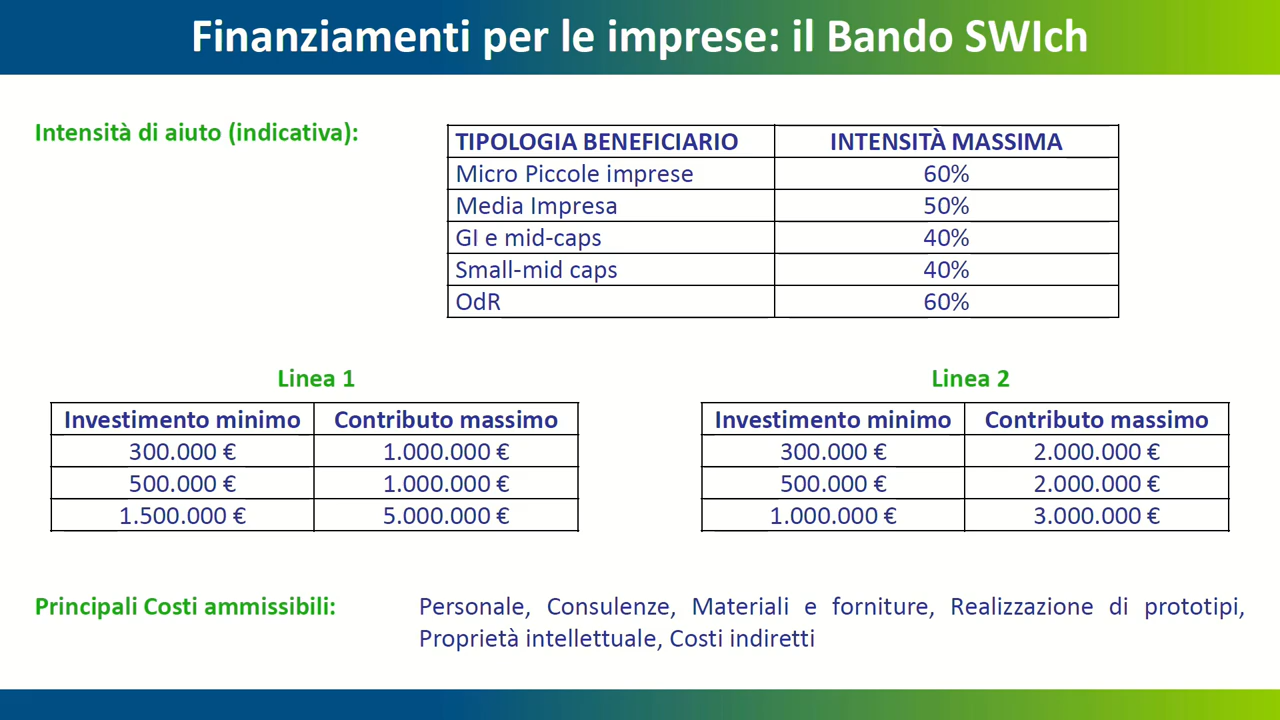 Finanziamenti per le imprese: il Bando SWIch
Intensità di aiuto (indicativa):
TIPOLOGIA BENEFICIARIO INTENSITÀ MASSIMA
Micro Piccole imprese 60%
Media Impresa 50%
GI e mid-caps 40%
Small-mid caps 40%
OdR 60%
Linea 1
Investimento minimo Contributo massimo
300.000 € 1.000.000 €
500.000 € 1.000.000 €
1.500.000 € 5.000.000 €
Linea 2
Investimento minimo Contributo massimo
300.000 € 2.000.000 €
500.000 € 2.000.000 €
1.000.000 € 3.000.000 €
Principali Costi ammissibili:
Personale, Consulenze, Materiali e forniture, Realizzazione di prototipi,
Proprietà intellettuale, Costi indiretti